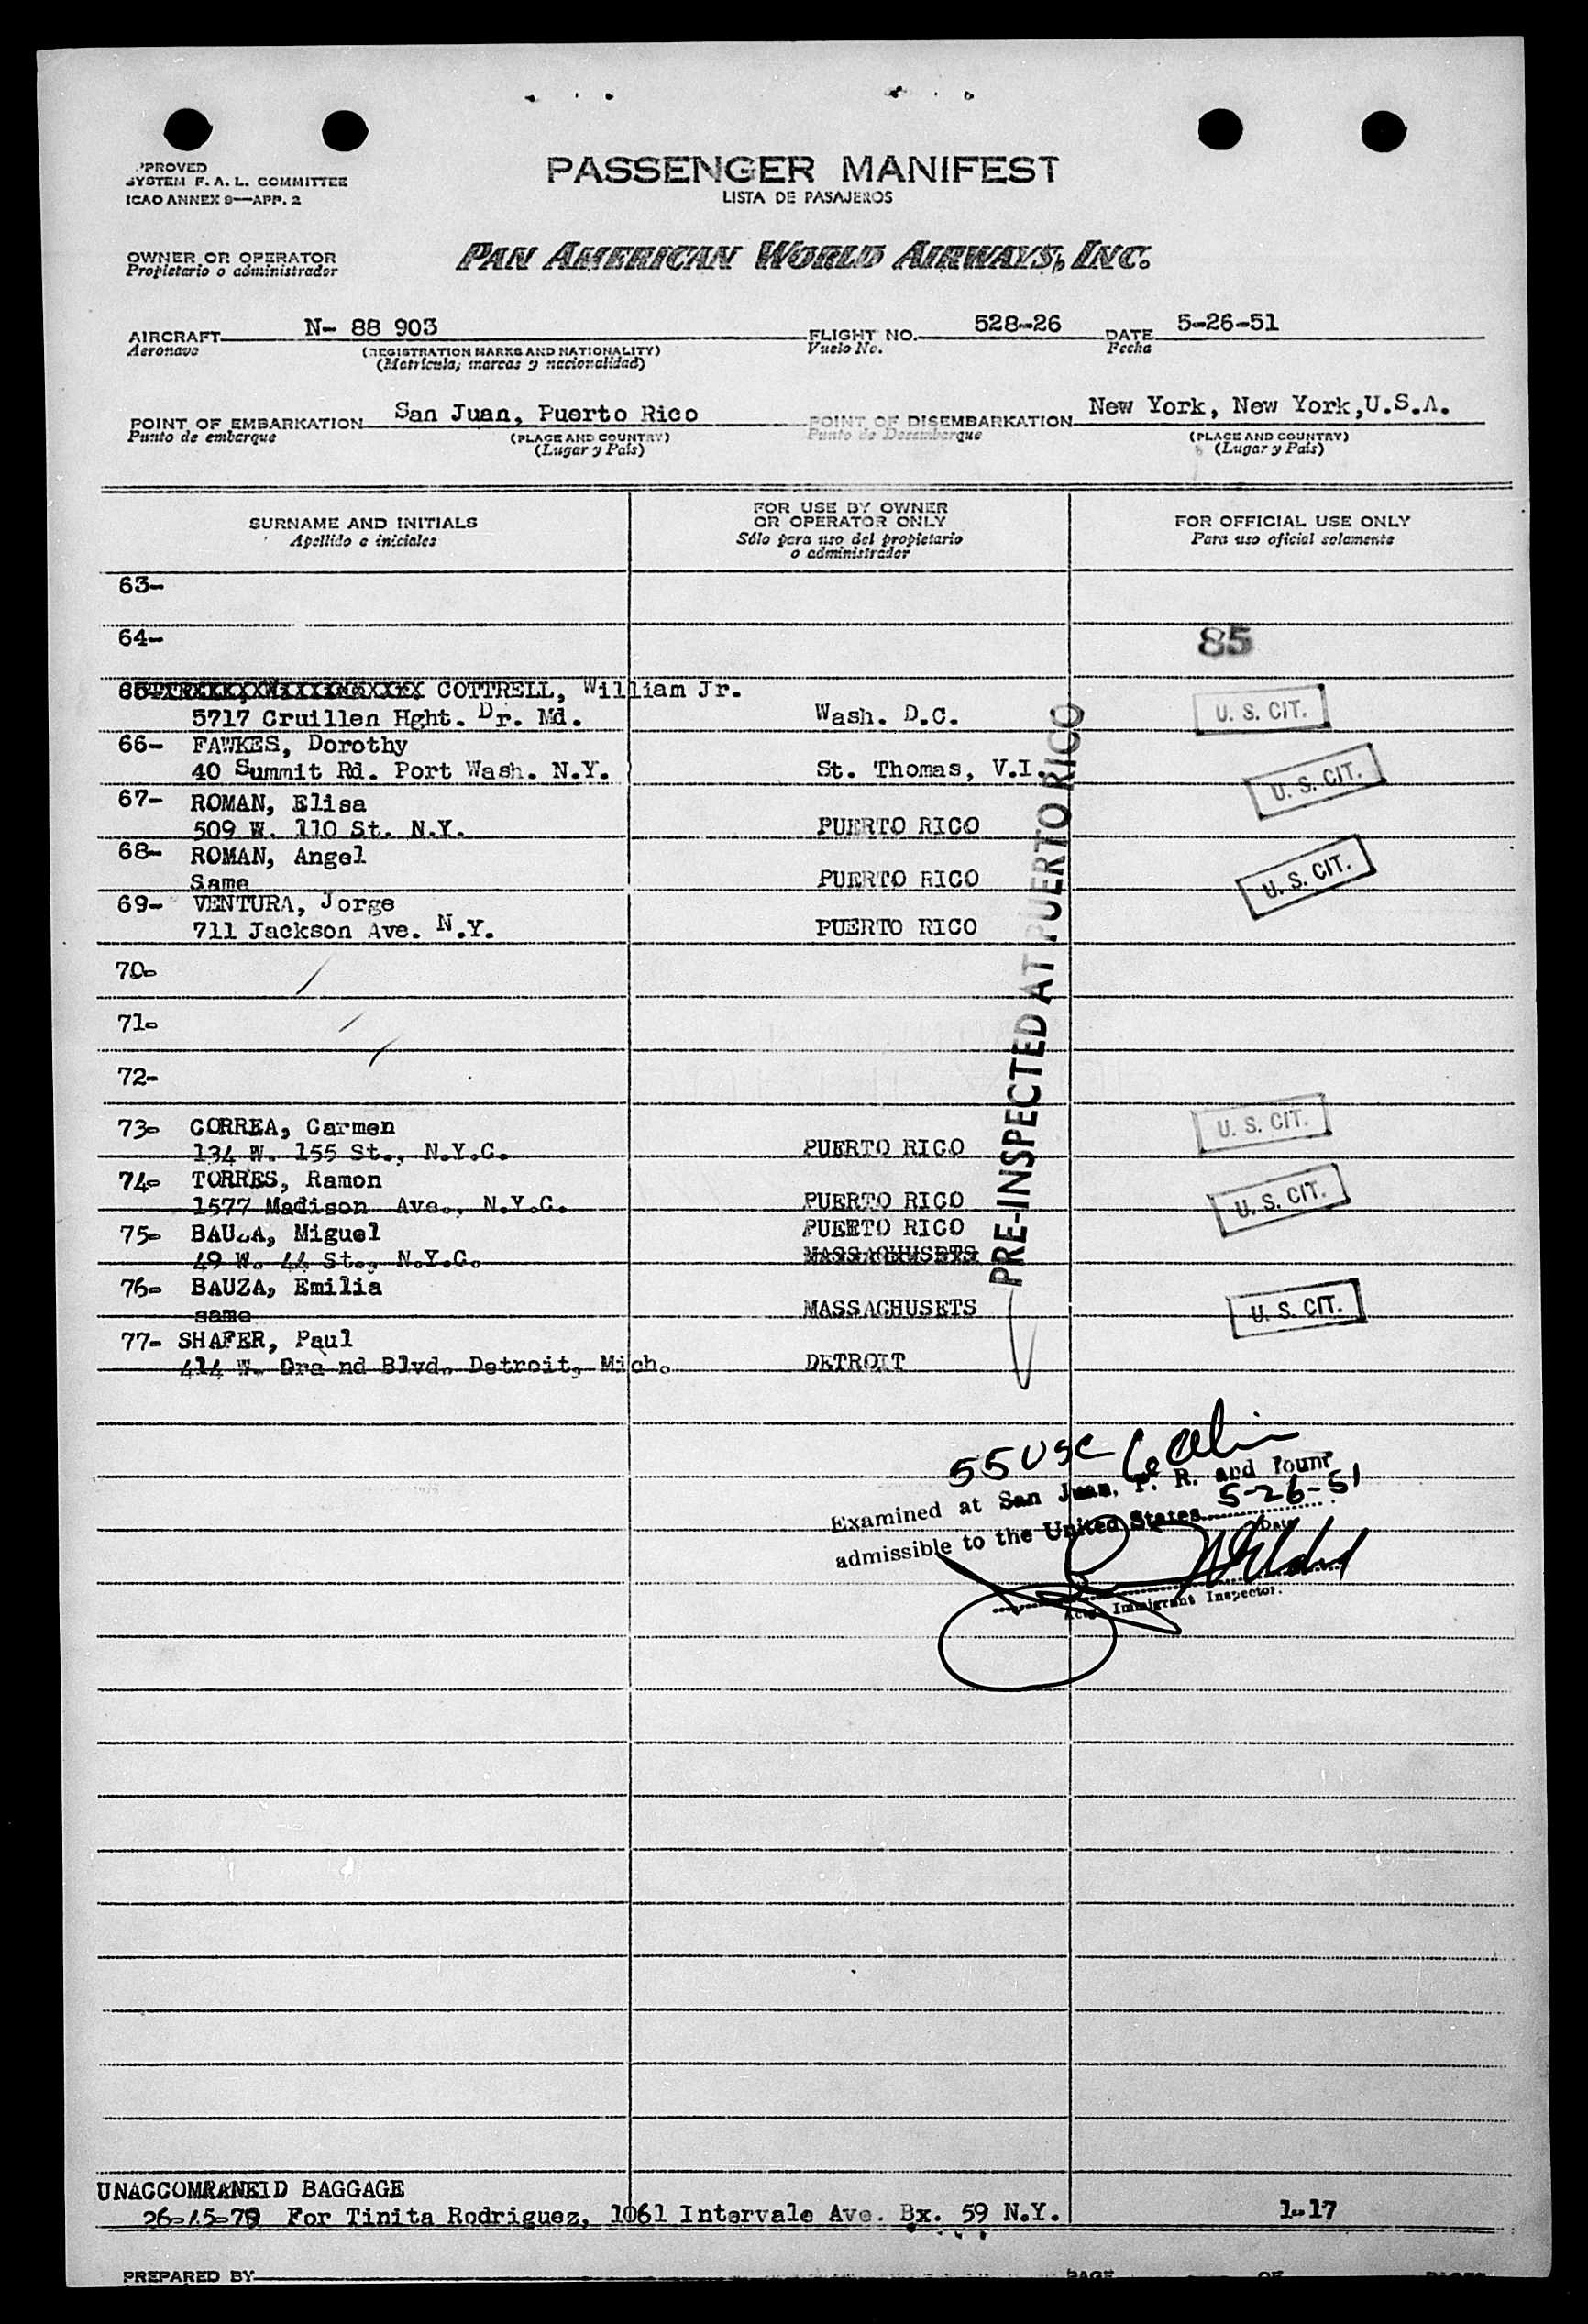 PROVED
SYSTEM F. A. L. COMMITTEE
ICAO ANNEX 9—APP. 2
PASSENGER MANIFEST
LISTA DE PASAJEROS
OWNER OR OPERATOR
Propietario o administrador
PAN AMERICAN WORLD AIRWAYS, INC.
AIRCRAFT N- 88 903 FLIGHT NO. 528-26 DATE 5-26-51
Aeronave (REGISTRATION MARKS AND NATIONALITY) Vuelo No. Fecha
(Matrícula, marcas y nacionalidad)
POINT OF EMBARKATION San Juan, Puerto Rico POINT OF DISEMBARKATION New York, New York,U.S.A.
Punto de embarque (PLACE AND COUNTRY) Punto de Desembarque (PLACE AND COUNTRY)
(Lugar y País) (Lugar y País)
SURNAME AND INITIALS FOR USE BY OWNER OR OPERATOR ONLY FOR OFFICIAL USE ONLY
Apellido e iniciales Sólo para uso del propietario o administrador Para uso oficial solamente
63-
64- 85
65- COTTRELL, William Jr.
5717 Cruillen Hght. Dr. Md. Wash. D.C. U. S. CIT.
66- FAWKES, Dorothy
40 Summit Rd. Port Wash. N.Y. St. Thomas, V.I. U. S. CIT.
67- ROMAN, Elisa
509 W. 110 St. N.Y. PUERTO RICO
68- ROMAN, Angel
Same PUERTO RICO U. S. CIT.
69- VENTURA, Jorge
711 Jackson Ave. N.Y. PUERTO RICO
70-
71-
72-
PRE-INSPECTED AT PUERTO RICO
73- CORREA, Carmen
134 W. 155 St., N.Y.C. PUERTO RICO U. S. CIT.
74- TORRES, Ramon
1577 Madison Ave., N.Y.C. PUERTO RICO U. S. CIT.
75- BAUZA, Miguel PUERTO RICO
49 W. 44 St., N.Y.C. MASSACHUSETS
76- BAUZA, Emilia
same MASSACHUSETS U. S. CIT.
77- SHAFER, Paul
414 W. Gra nd Blvd. Detroit, Mich. DETROIT
55 USC
Examined at San Juan, P. R. and found
admissible to the United States 5-26-51
Date
Immigrant Inspector.
UNACCOMRANEID BAGGAGE
26-15-79 For Tinita Rodriguez, 1061 Intervale Ave. Bx. 59 N.Y. 1-17
PREPARED BY PAGE OF PAGES